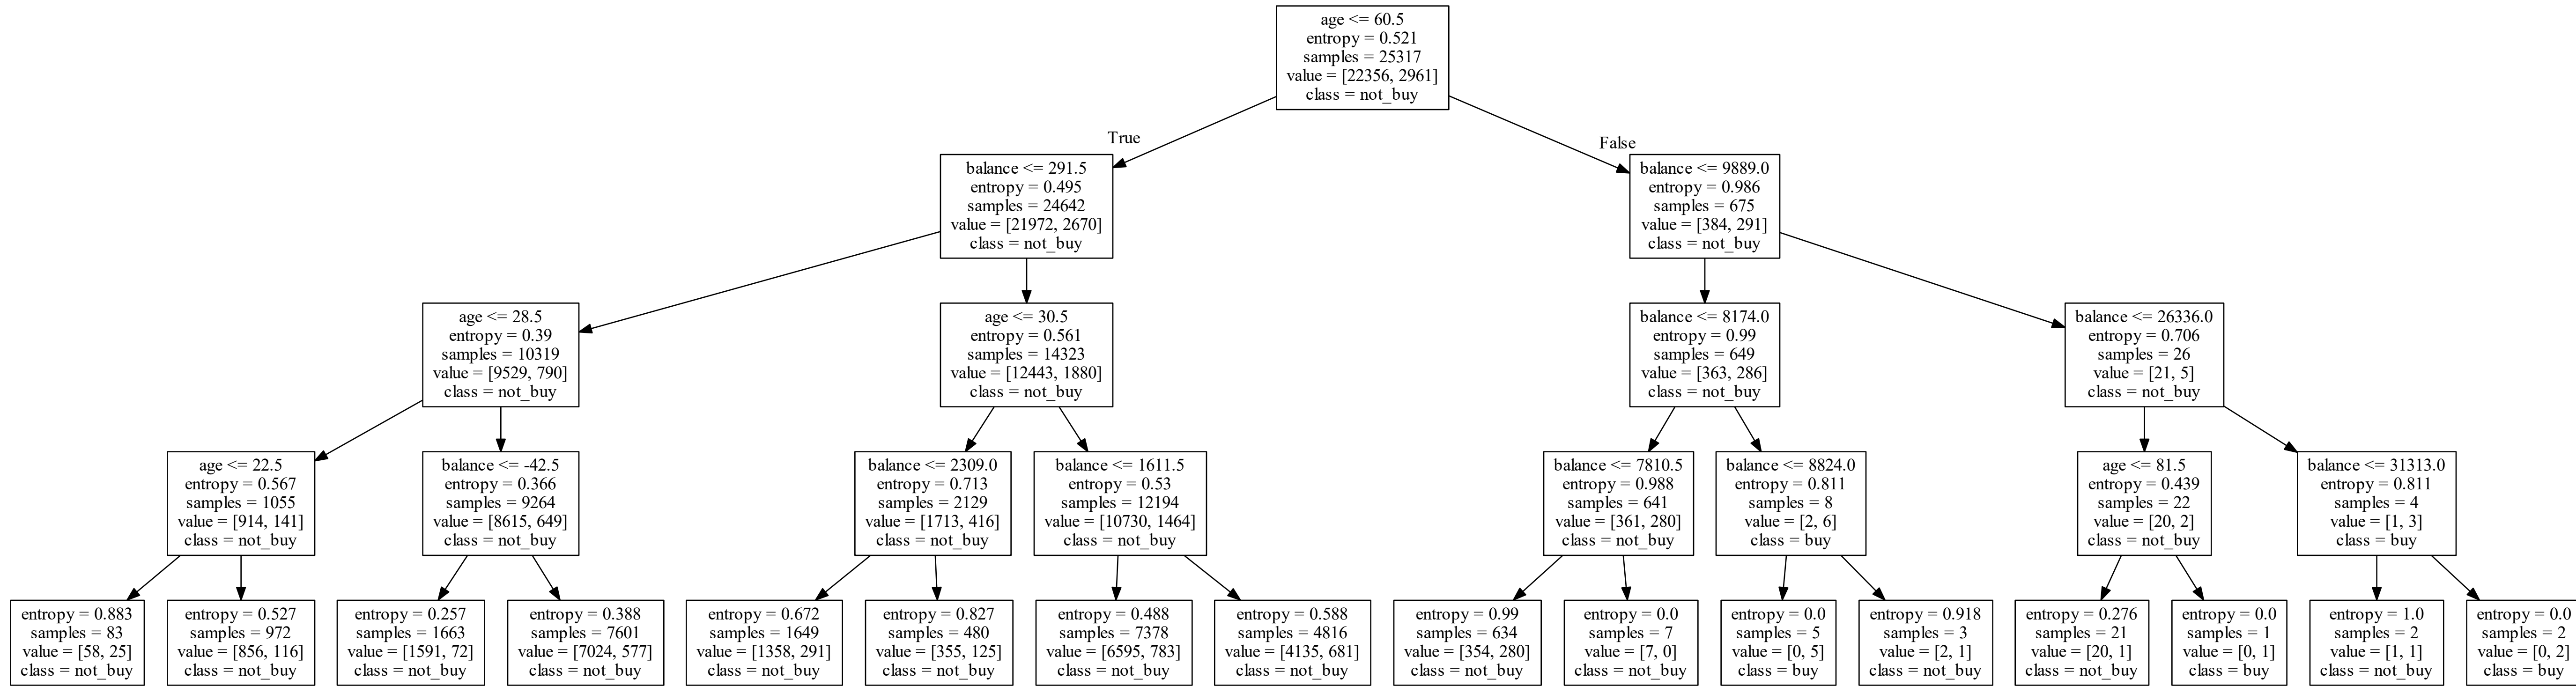 age <= 60.5
entropy = 0.521
samples = 25317
value = [22356, 2961]
class = not_buy
True
False
balance <= 291.5
entropy = 0.495
samples = 24642
value = [21972, 2670]
class = not_buy
balance <= 9889.0
entropy = 0.986
samples = 675
value = [384, 291]
class = not_buy
age <= 28.5
entropy = 0.39
samples = 10319
value = [9529, 790]
class = not_buy
age <= 30.5
entropy = 0.561
samples = 14323
value = [12443, 1880]
class = not_buy
balance <= 8174.0
entropy = 0.99
samples = 649
value = [363, 286]
class = not_buy
balance <= 26336.0
entropy = 0.706
samples = 26
value = [21, 5]
class = not_buy
age <= 22.5
entropy = 0.567
samples = 1055
value = [914, 141]
class = not_buy
balance <= -42.5
entropy = 0.366
samples = 9264
value = [8615, 649]
class = not_buy
balance <= 2309.0
entropy = 0.713
samples = 2129
value = [1713, 416]
class = not_buy
balance <= 1611.5
entropy = 0.53
samples = 12194
value = [10730, 1464]
class = not_buy
balance <= 7810.5
entropy = 0.988
samples = 641
value = [361, 280]
class = not_buy
balance <= 8824.0
entropy = 0.811
samples = 8
value = [2, 6]
class = buy
age <= 81.5
entropy = 0.439
samples = 22
value = [20, 2]
class = not_buy
balance <= 31313.0
entropy = 0.811
samples = 4
value = [1, 3]
class = buy
entropy = 0.883
samples = 83
value = [58, 25]
class = not_buy
entropy = 0.527
samples = 972
value = [856, 116]
class = not_buy
entropy = 0.257
samples = 1663
value = [1591, 72]
class = not_buy
entropy = 0.388
samples = 7601
value = [7024, 577]
class = not_buy
entropy = 0.672
samples = 1649
value = [1358, 291]
class = not_buy
entropy = 0.827
samples = 480
value = [355, 125]
class = not_buy
entropy = 0.488
samples = 7378
value = [6595, 783]
class = not_buy
entropy = 0.588
samples = 4816
value = [4135, 681]
class = not_buy
entropy = 0.99
samples = 634
value = [354, 280]
class = not_buy
entropy = 0.0
samples = 7
value = [7, 0]
class = not_buy
entropy = 0.0
samples = 5
value = [0, 5]
class = buy
entropy = 0.918
samples = 3
value = [2, 1]
class = not_buy
entropy = 0.276
samples = 21
value = [20, 1]
class = not_buy
entropy = 0.0
samples = 1
value = [0, 1]
class = buy
entropy = 1.0
samples = 2
value = [1, 1]
class = not_buy
entropy = 0.0
samples = 2
value = [0, 2]
class = buy